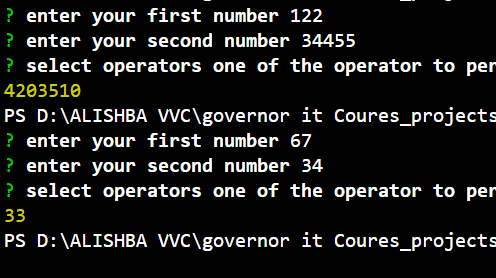 ? enter your first number 122
? enter your second number 34455
? select operators one of the operator to per
4203510
PS D:\ALISHBA VVC\governor it Coures_projects
? enter your first number 67
? enter your second number 34
? select operators one of the operator to per
33
PS D:\ALISHBA VVC\governor it Coures_projects